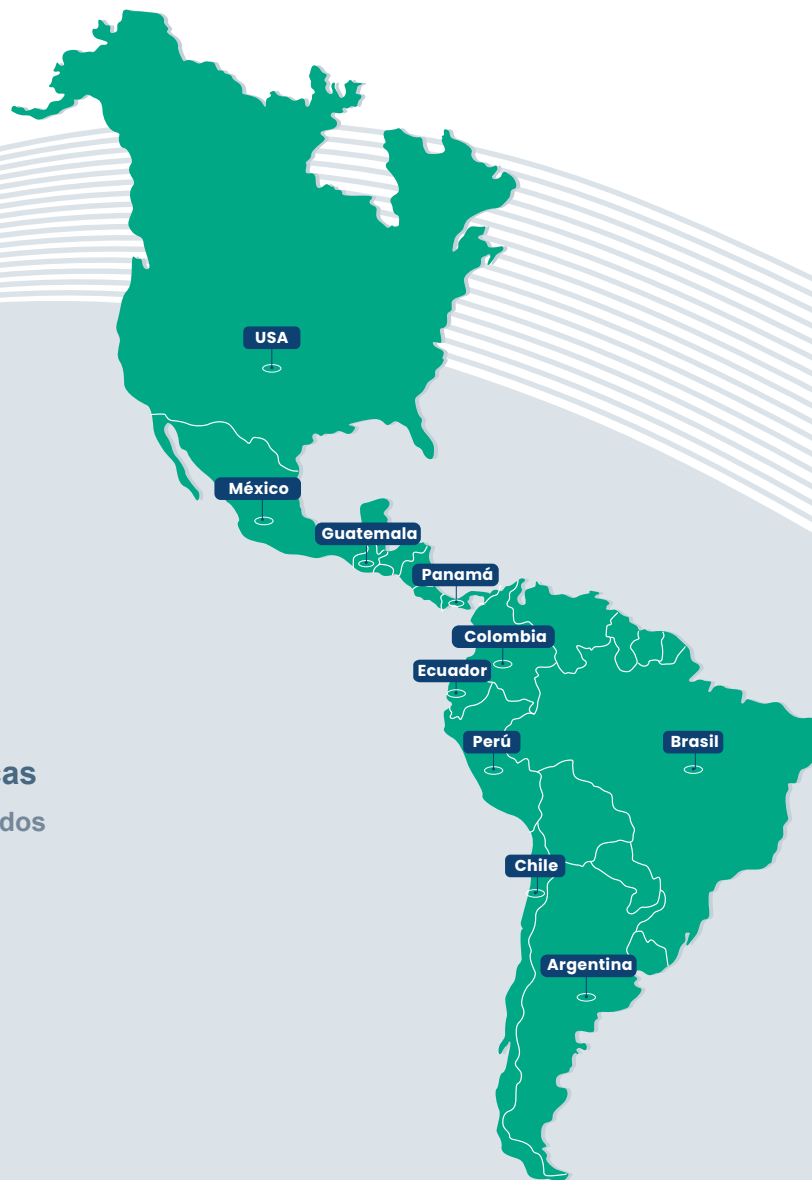 USA
México
Guatemala
Panamá
Colombia
Ecuador
Perú
Brasil
Chile
Argentina